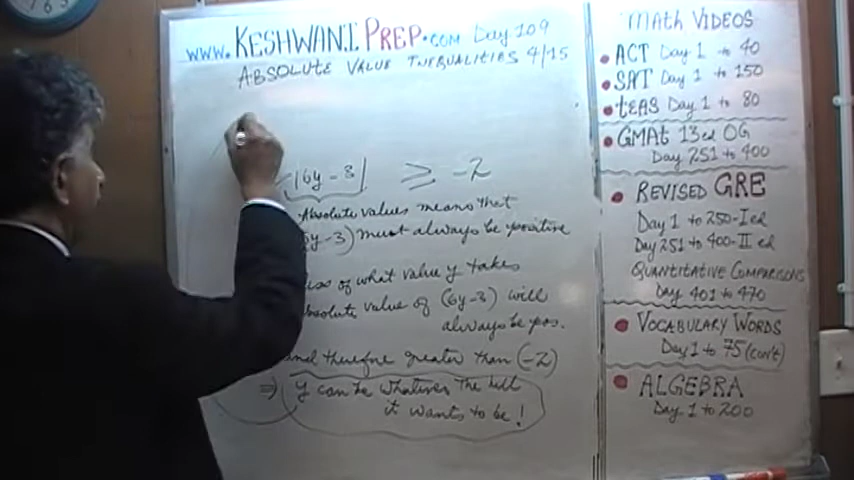 www.KESHWANI PREP.COM Day 109
ABSOLUTE VALUE INEQUALITIES 4/15
|6y - 3| ≥ -2
Absolute values means that
6y-3) must always be positive
less of what value y takes
absolute value of (6y-3) will
always be pos.
and therefore greater than (-2)
⇒ y can be whatever the hell
it wants to be!
MATH VIDEOS
ACT Day 1 to 40
SAT Day 1 to 150
TEAS Day 1 to 80
GMAT 13ed OG
Day 251 to 400
REVISED GRE
Day 1 to 250-I ed
Day 251 to 400-II ed
QUANTITATIVE COMPARISONS
Day 401 to 470
VOCABULARY WORDS
Day 1 to 75 (con't)
ALGEBRA
Day 1 to 200